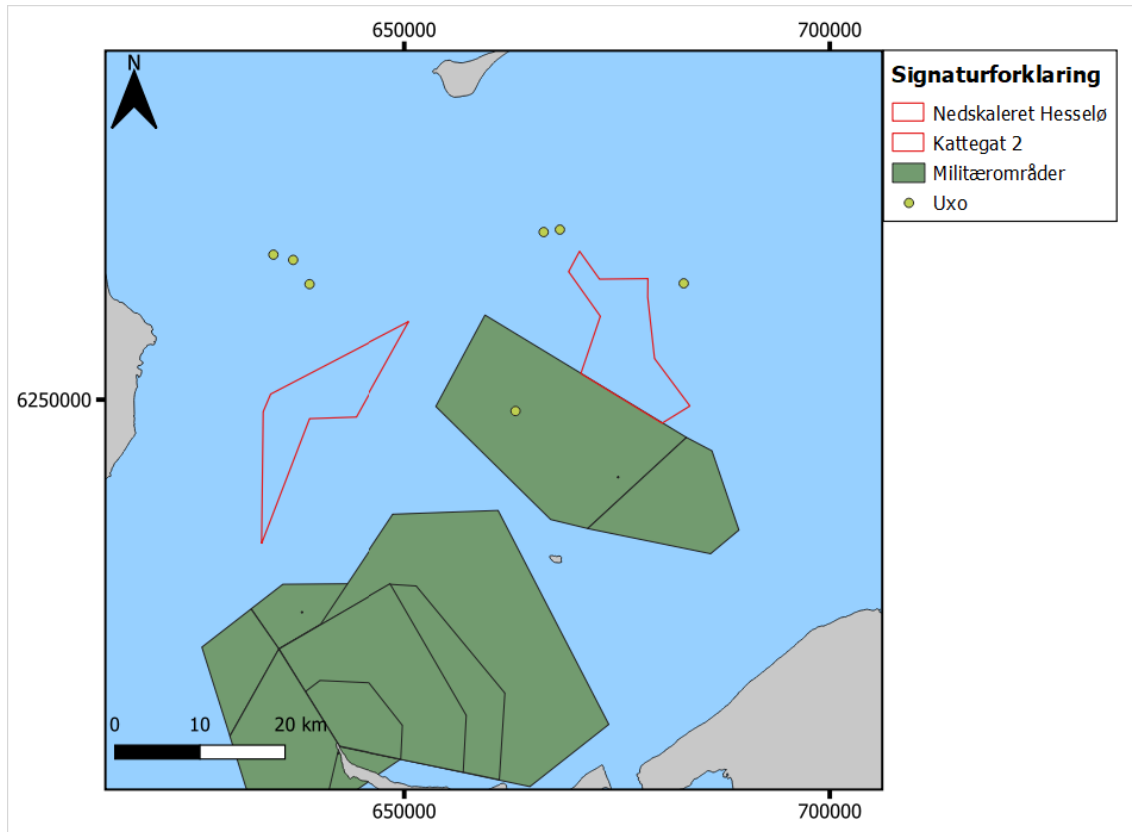 650000
700000
N
Signaturforklaring
Nedskaleret Hesselø
Kattegat 2
Militærområder
Uxo
6250000
0 10 20 km
650000
700000